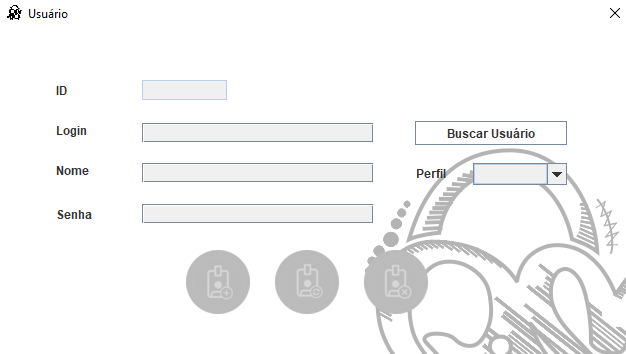 Usuário
ID
Login
Buscar Usuário
Nome
Perfil
Senha